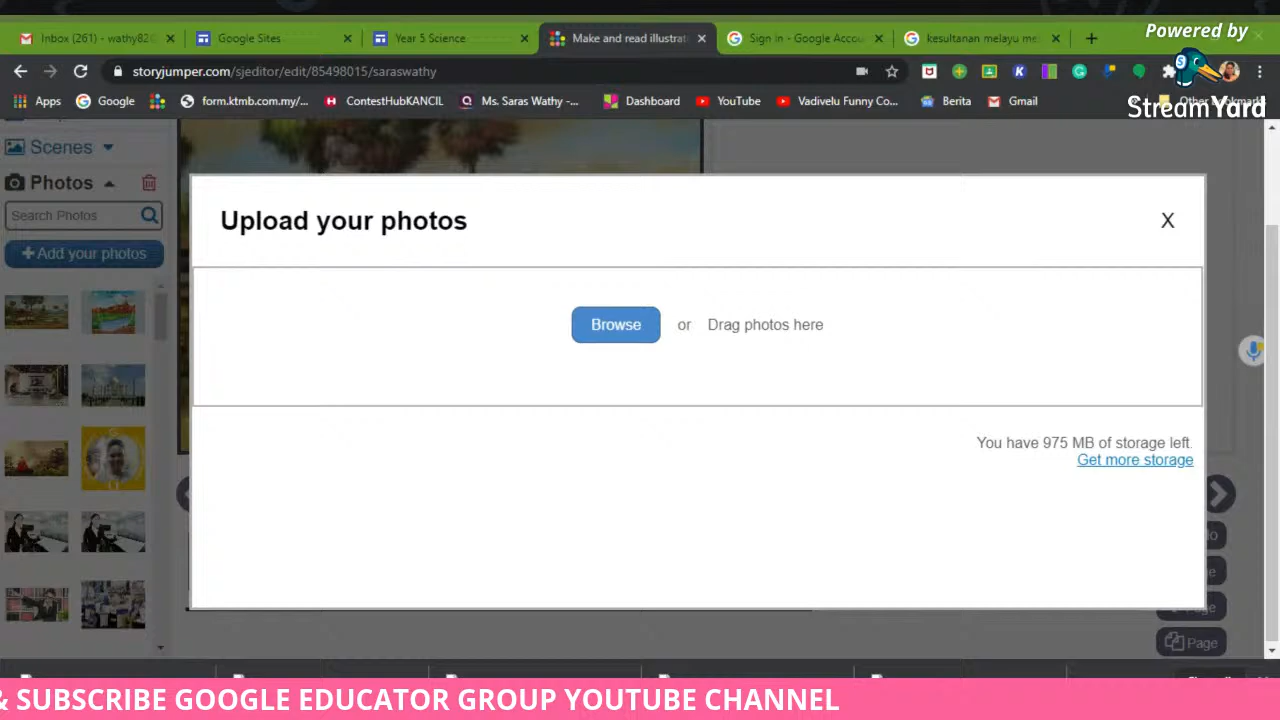 Powered by
StreamYard
Inbox (261) - wathy82
Google Sites
Year 5 Science
Make and read illustrat
Sign in - Google Accou
kesultanan melayu me
storyjumper.com/sjeditor/edit/85498015/saraswathy
Apps
Google
form.ktmb.com.my/...
ContestHubKANCIL
Ms. Saras Wathy -...
Dashboard
YouTube
Vadivelu Funny Co...
Berita
Gmail
Other bookmarks
Scenes
Photos
Search Photos
+Add your photos
Upload your photos
X
Browse
or
Drag photos here
You have 975 MB of storage left.
Get more storage
Page
Page
& SUBSCRIBE GOOGLE EDUCATOR GROUP YOUTUBE CHANNEL